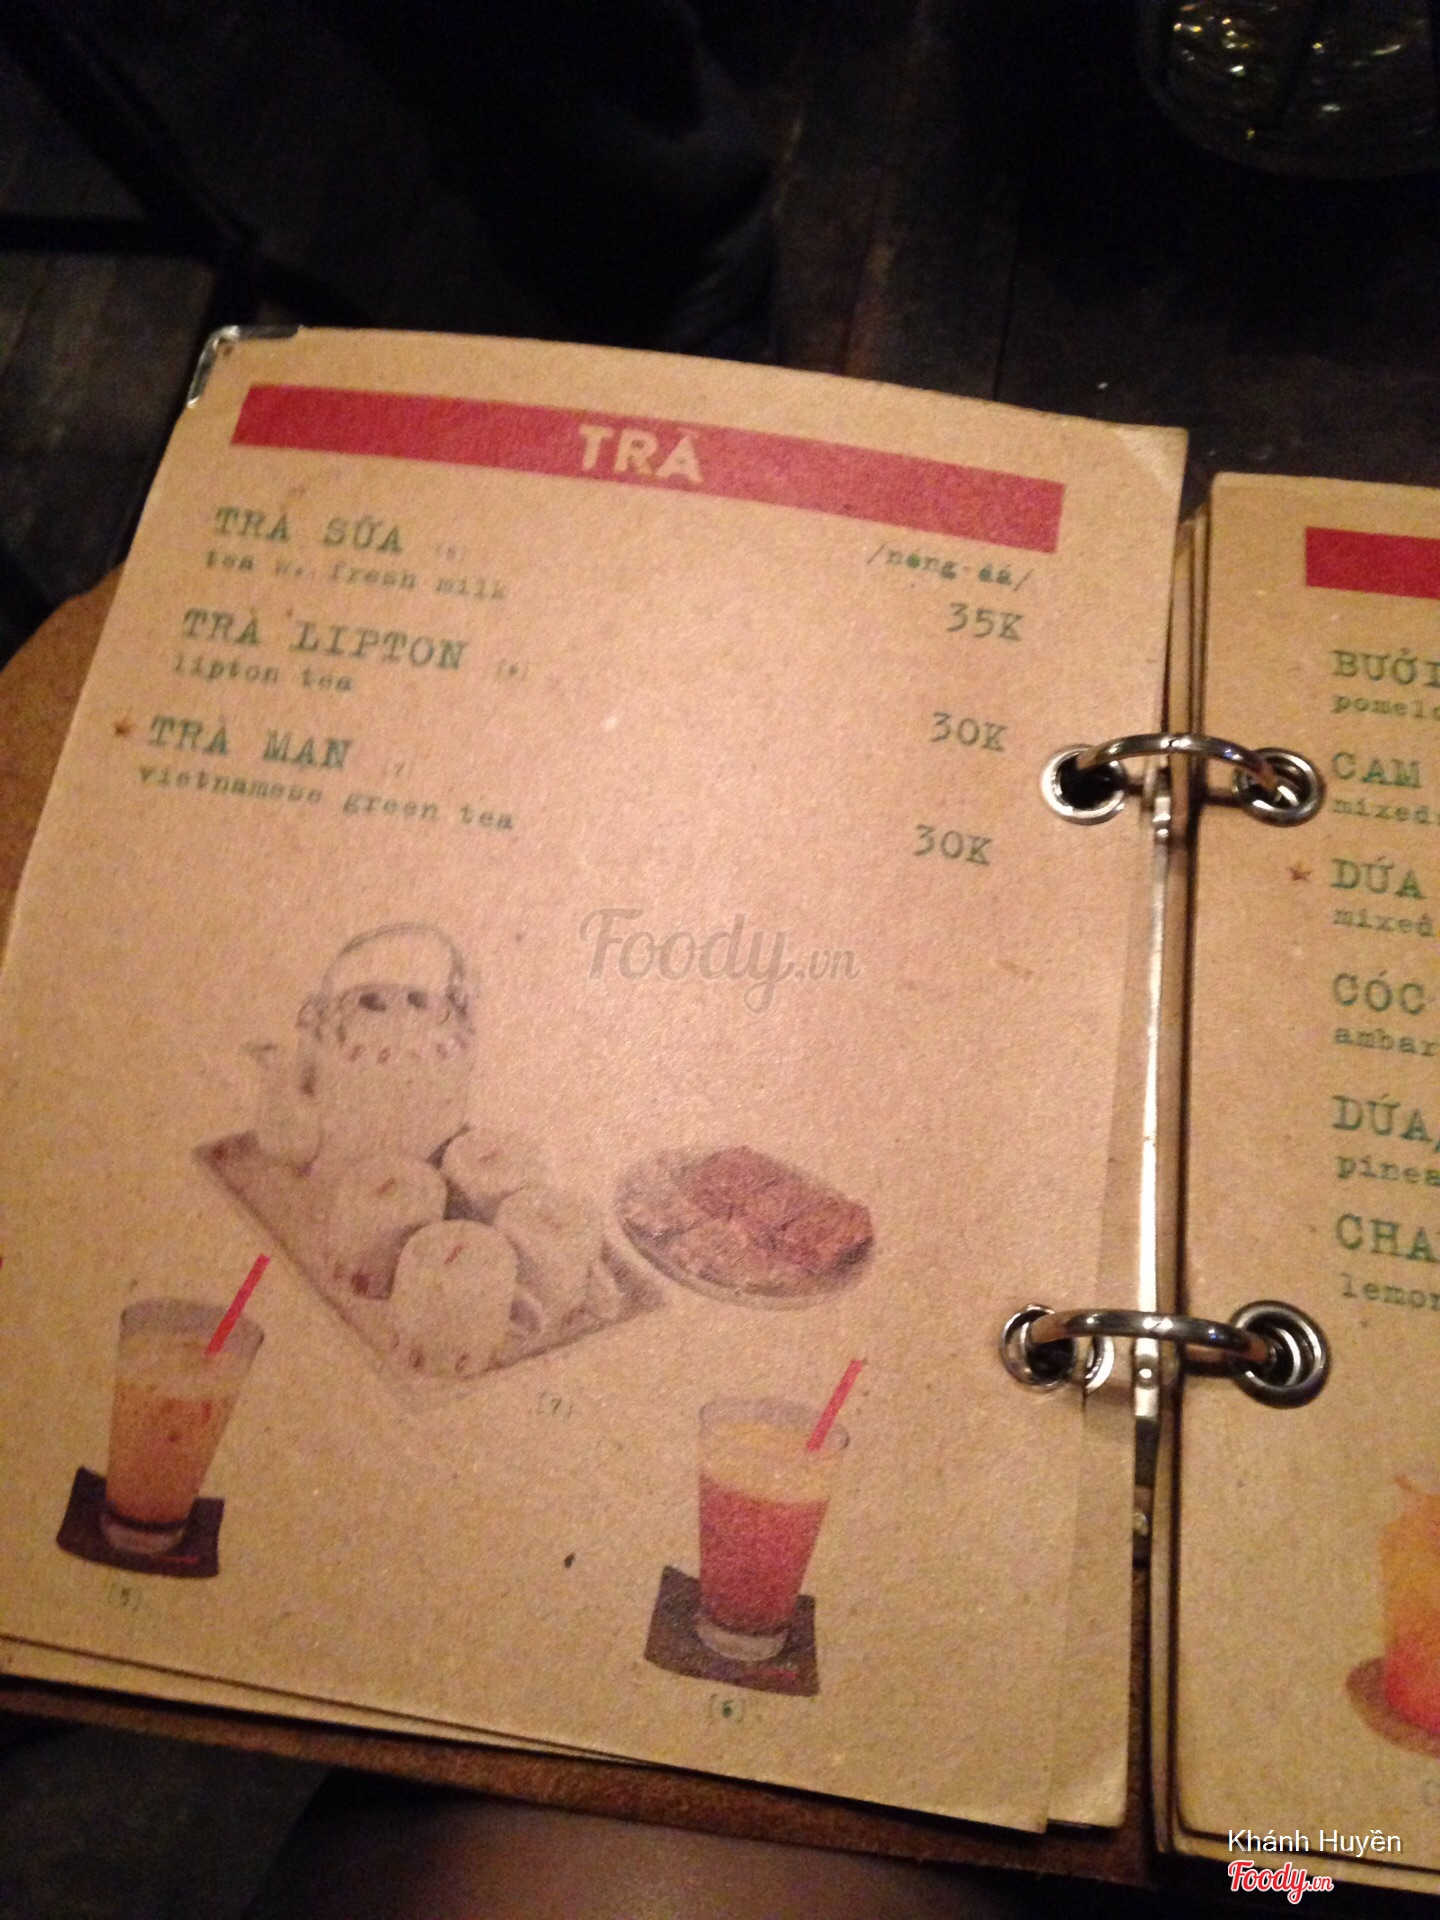 TRÀ
/nóng-đá/
TRÀ SỮA (5)
35K
tea w. fresh milk
TRÀ LIPTON (6)
30K
lipton tea
TRÀ MAN (7)
30K
vietnamese green tea
Foody.vn
[7]
[5]
[6]
BƯỞI
pomelo
CAM
mixed
DỨA
mixed
CÓC
ambar
DỨA,
pinea
CHA
lemon
Khánh Huyền
Foody.vn